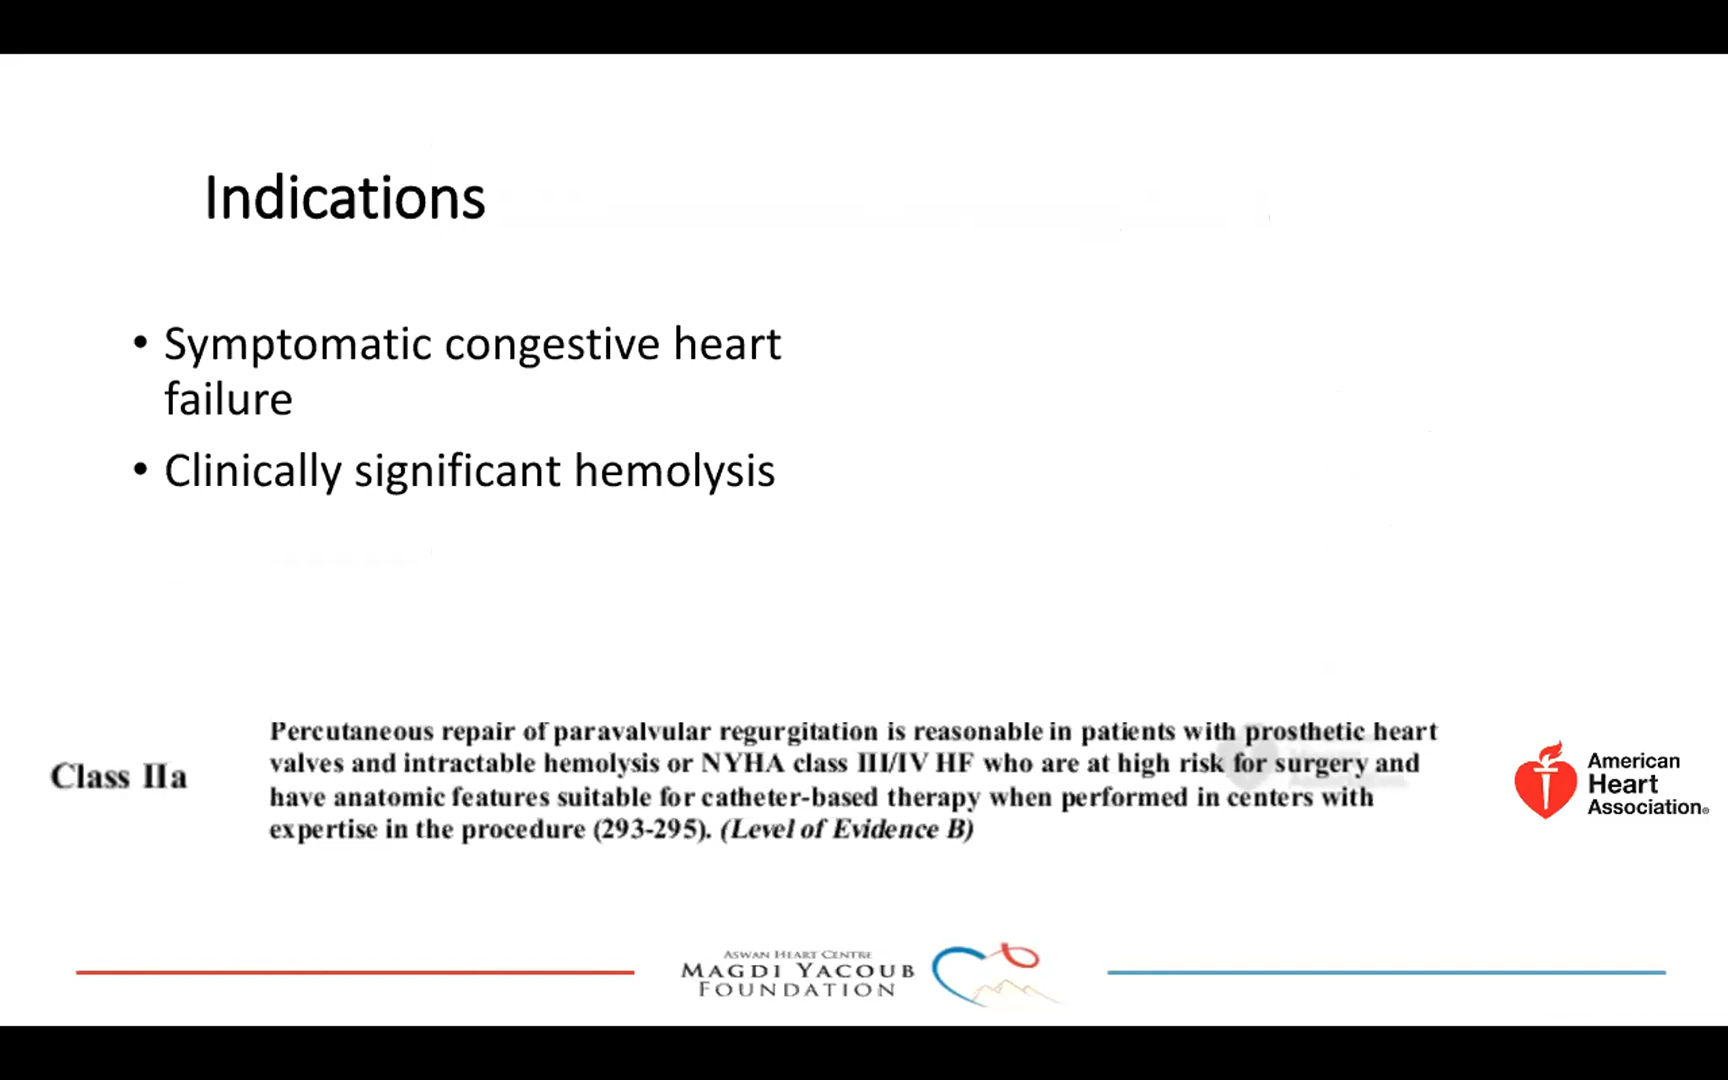 Indications
• Symptomatic congestive heart
failure
• Clinically significant hemolysis
Class IIa
Percutaneous repair of paravalvular regurgitation is reasonable in patients with prosthetic heart
valves and intractable hemolysis or NYHA class III/IV HF who are at high risk for surgery and
have anatomic features suitable for catheter-based therapy when performed in centers with
expertise in the procedure (293-295). (Level of Evidence B)
American
Heart
Association®
ASWAN HEART CENTRE
MAGDI YACOUB
FOUNDATION